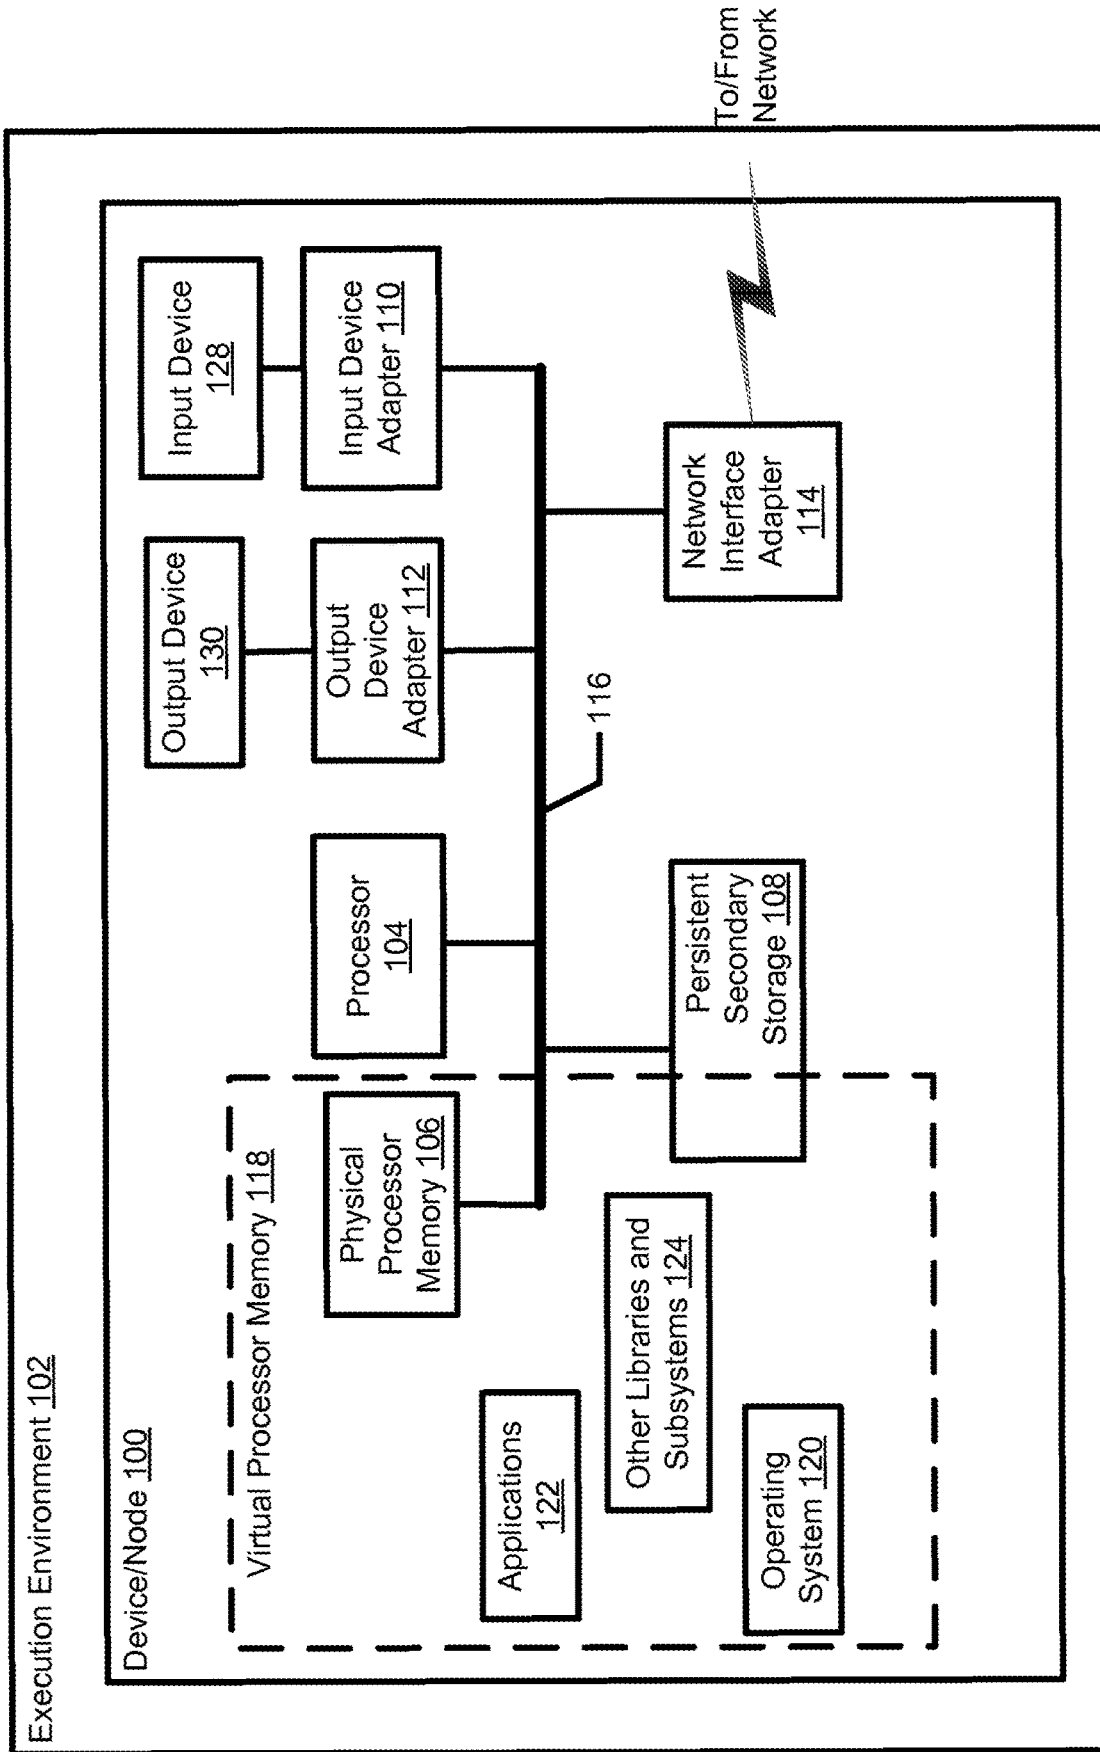 Execution Environment 102
Device/Node 100
Virtual Processor Memory 118
Physical
Processor
Memory 106
Processor
104
Output Device
130
Output
Device
Adapter 112
Input Device
128
Input Device
Adapter 110
Applications
122
Other Libraries and
Subsystems 124
Operating
System 120
Persistent
Secondary
Storage 108
116
Network
Interface
Adapter
114
To/From
Network